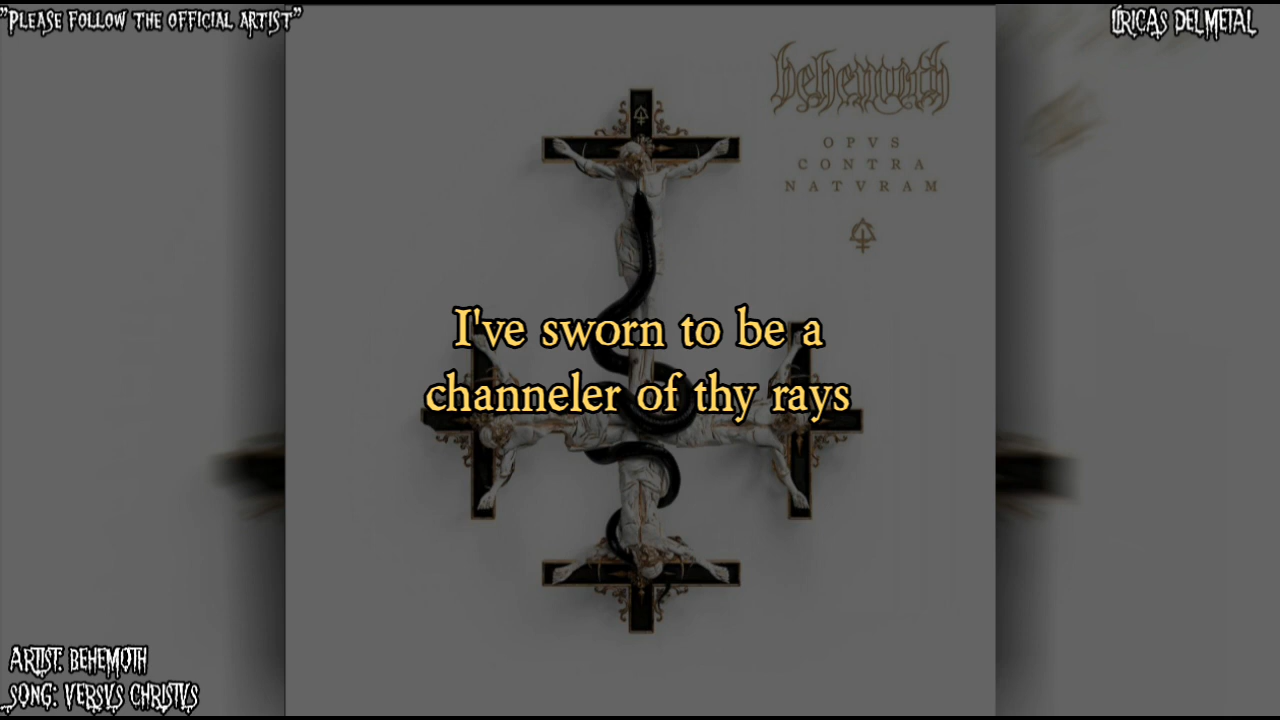 "PLEASE FOLLOW THE OFFICIAL ARTIST"
LÍRICAS DELMETAL
behemoth
OPVS
CONTRA
NATVRAM
I've sworn to be a
channeler of thy rays
ARTIST: BEHEMOTH
SONG: VERSVS CHRISTVS